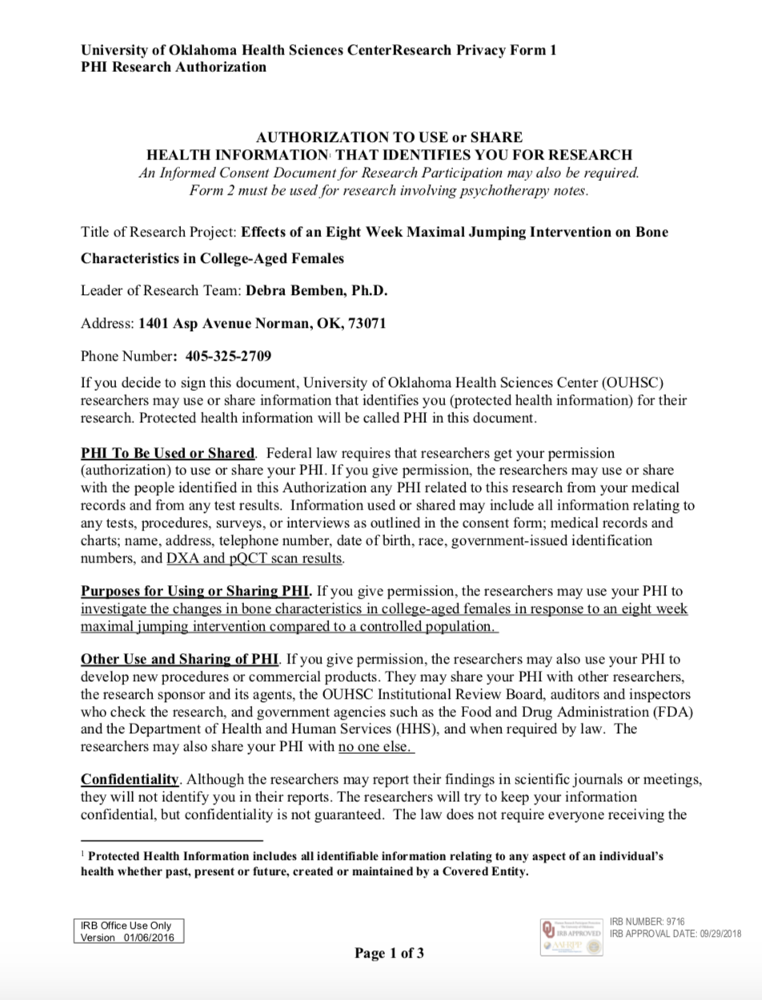 University of Oklahoma Health Sciences CenterResearch Privacy Form 1
PHI Research Authorization
AUTHORIZATION TO USE or SHARE
HEALTH INFORMATION1 THAT IDENTIFIES YOU FOR RESEARCH
An Informed Consent Document for Research Participation may also be required.
Form 2 must be used for research involving psychotherapy notes.
Title of Research Project: Effects of an Eight Week Maximal Jumping Intervention on Bone
Characteristics in College-Aged Females
Leader of Research Team: Debra Bemben, Ph.D.
Address: 1401 Asp Avenue Norman, OK, 73071
Phone Number: 405-325-2709
If you decide to sign this document, University of Oklahoma Health Sciences Center (OUHSC)
researchers may use or share information that identifies you (protected health information) for their
research. Protected health information will be called PHI in this document.
PHI To Be Used or Shared. Federal law requires that researchers get your permission
(authorization) to use or share your PHI. If you give permission, the researchers may use or share
with the people identified in this Authorization any PHI related to this research from your medical
records and from any test results. Information used or shared may include all information relating to
any tests, procedures, surveys, or interviews as outlined in the consent form; medical records and
charts; name, address, telephone number, date of birth, race, government-issued identification
numbers, and DXA and pQCT scan results.
Purposes for Using or Sharing PHI. If you give permission, the researchers may use your PHI to
investigate the changes in bone characteristics in college-aged females in response to an eight week
maximal jumping intervention compared to a controlled population.
Other Use and Sharing of PHI. If you give permission, the researchers may also use your PHI to
develop new procedures or commercial products. They may share your PHI with other researchers,
the research sponsor and its agents, the OUHSC Institutional Review Board, auditors and inspectors
who check the research, and government agencies such as the Food and Drug Administration (FDA)
and the Department of Health and Human Services (HHS), and when required by law. The
researchers may also share your PHI with no one else.
Confidentiality. Although the researchers may report their findings in scientific journals or meetings,
they will not identify you in their reports. The researchers will try to keep your information
confidential, but confidentiality is not guaranteed. The law does not require everyone receiving the
1 Protected Health Information includes all identifiable information relating to any aspect of an individual's
health whether past, present or future, created or maintained by a Covered Entity.
IRB Office Use Only
Version 01/06/2016
IRB APPROVED
AAHRPP
IRB NUMBER: 9716
IRB APPROVAL DATE: 09/29/2018
Page 1 of 3